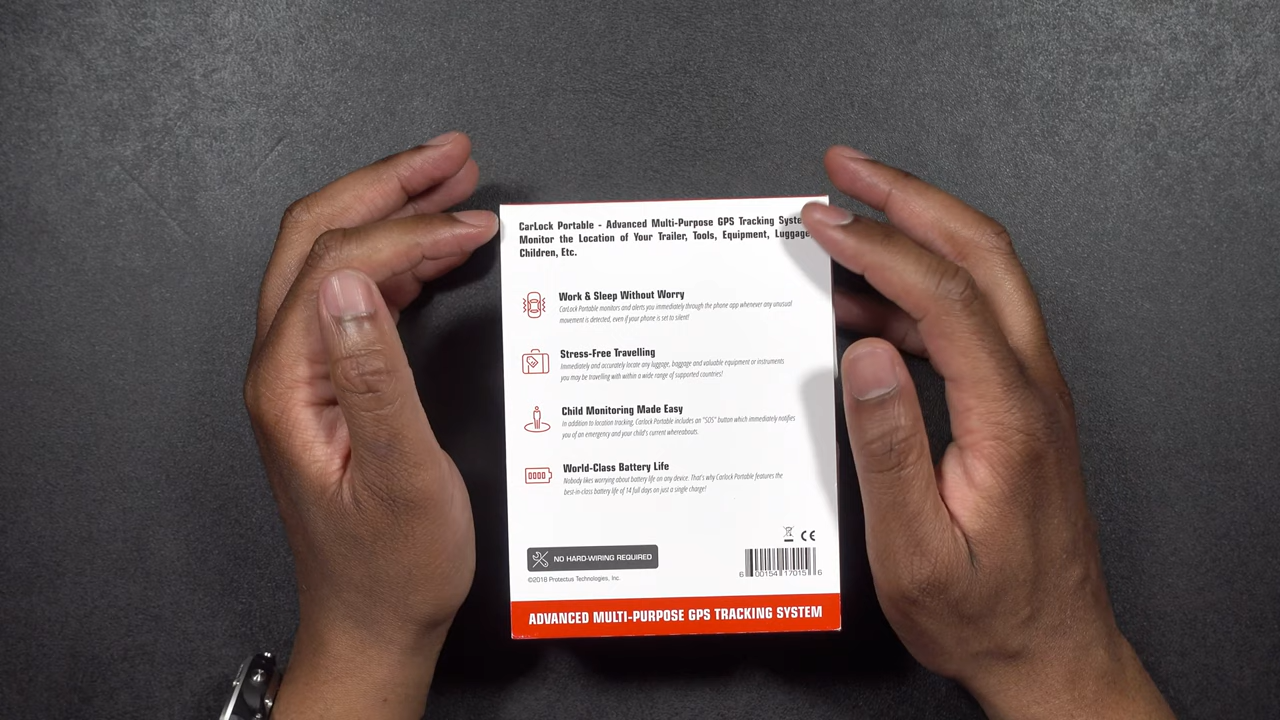 CarLock Portable - Advanced Multi-Purpose GPS Tracking
Monitor the Location of Your Trailer, Tools, Equipment, Luggage,
Children, Etc.
Work & Sleep Without Worry
CarLock Portable monitors and alerts you immediately through the phone app whenever any unusual
movement is detected, even if your phone is set to silent!
Stress-Free Travelling
Immediately and accurately locate any luggage, baggage and valuable equipment or instruments
you may be travelling with within a wide range of supported countries!
Child Monitoring Made Easy
In addition to location tracking, Carlock Portable includes an "SOS" button which immediately notifies
you of an emergency and your child's current whereabouts.
World-Class Battery Life
Nobody likes worrying about battery life on any device. That's why Carlock Portable features the
best-in-class battery life of 14 full days on just a single charge!
CE
NO HARD-WIRING REQUIRED
6 00154 17015 6
©2018 Protectus Technologies, Inc.
ADVANCED MULTI-PURPOSE GPS TRACKING SYSTEM